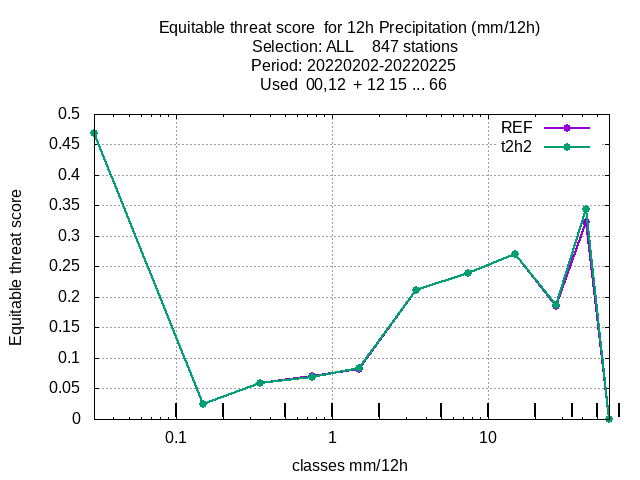 Equitable threat score  for 12h Precipitation (mm/12h)
Selection: ALL    847 stations
Period: 20220202-20220225
Used  00,12  + 12 15 ... 66
REF
t2h2
0.5
0.45
0.4
0.35
0.3
0.25
0.2
0.15
0.1
0.05
0
Equitable threat score
0.1 1 10
classes mm/12h